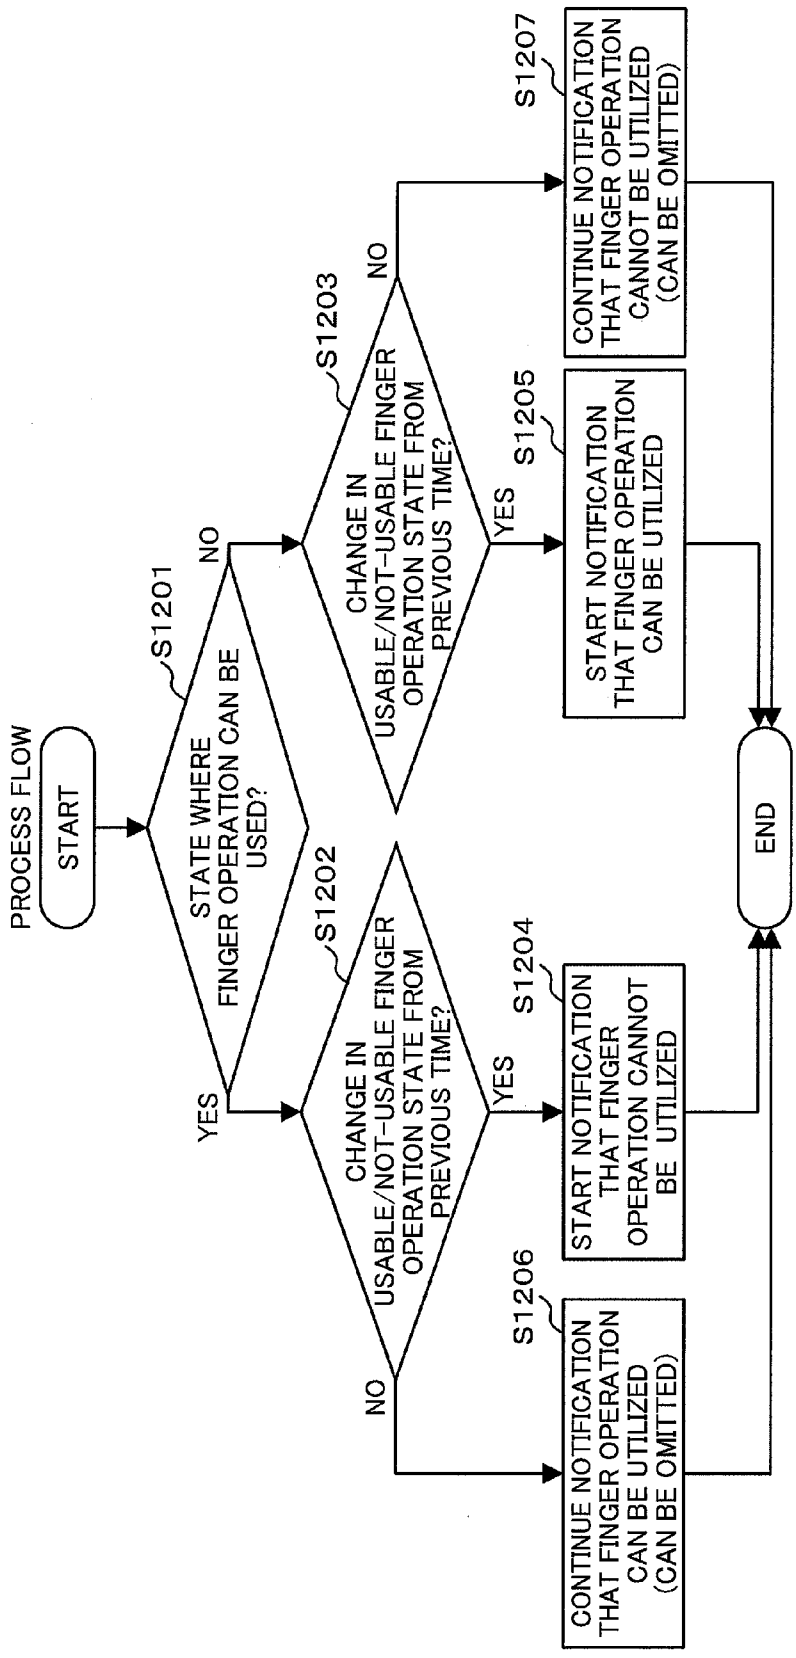 PROCESS FLOW
START
S1201
STATE WHERE
FINGER OPERATION CAN BE
USED?
YES
NO
S1202
CHANGE IN
USABLE/NOT-USABLE FINGER
OPERATION STATE FROM
PREVIOUS TIME?
NO
YES
S1203
CHANGE IN
USABLE/NOT-USABLE FINGER
OPERATION STATE FROM
PREVIOUS TIME?
YES
NO
S1206
CONTINUE NOTIFICATION
THAT FINGER OPERATION
CAN BE UTILIZED
(CAN BE OMITTED)
S1204
START NOTIFICATION
THAT FINGER
OPERATION CANNOT
BE UTILIZED
S1205
START NOTIFICATION
THAT FINGER OPERATION
CAN BE UTILIZED
S1207
CONTINUE NOTIFICATION
THAT FINGER OPERATION
CANNOT BE UTILIZED
(CAN BE OMITTED)
END